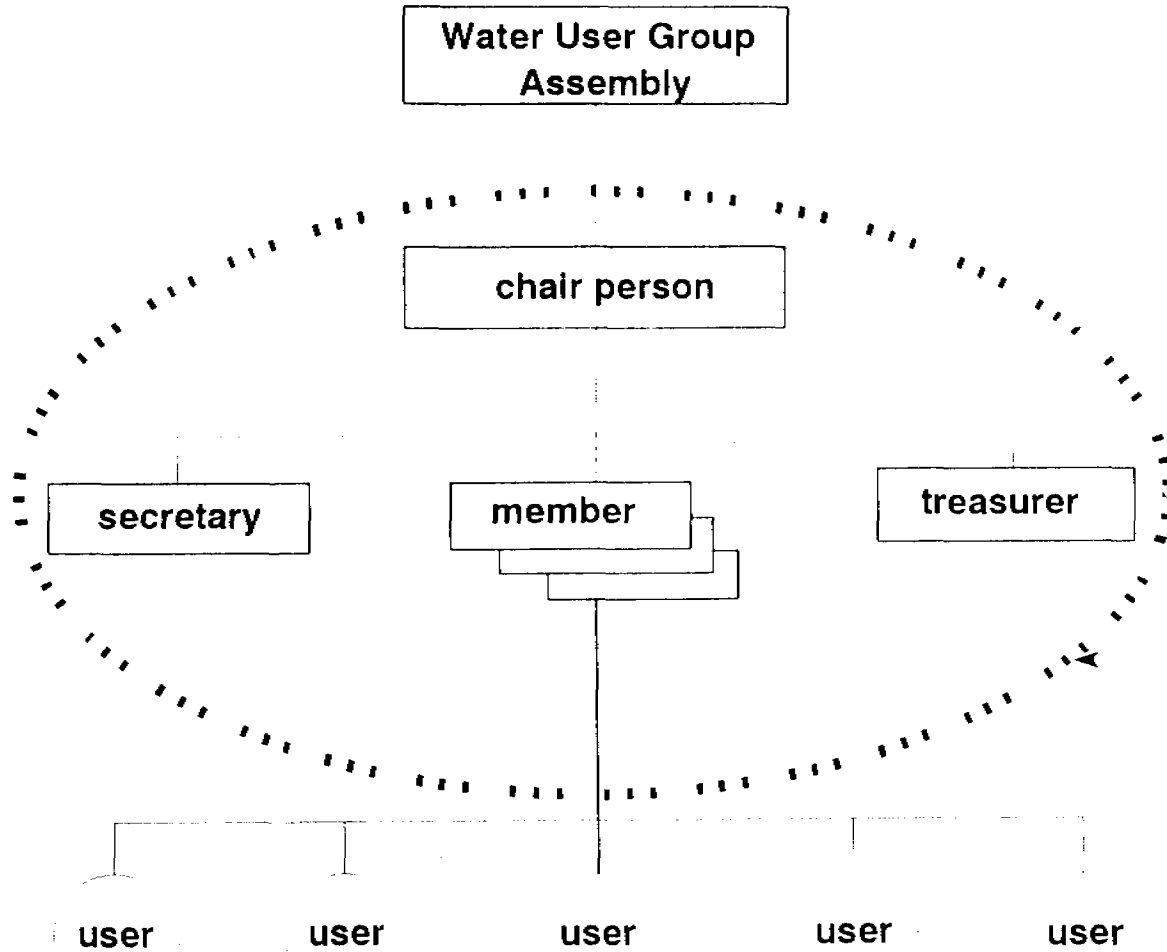 Water User Group
Assembly
chair person
secretary
member
treasurer
user
user
user
user
user